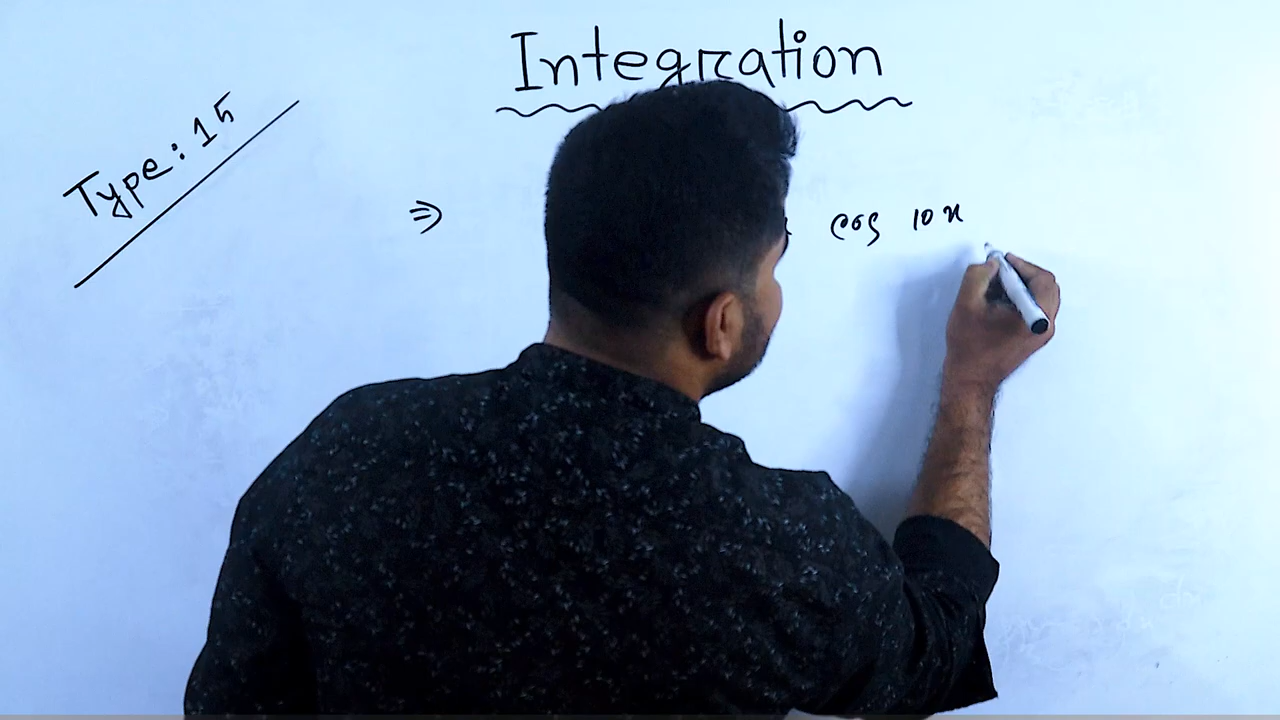 Integration
Type: 15
⇒ cos 10x